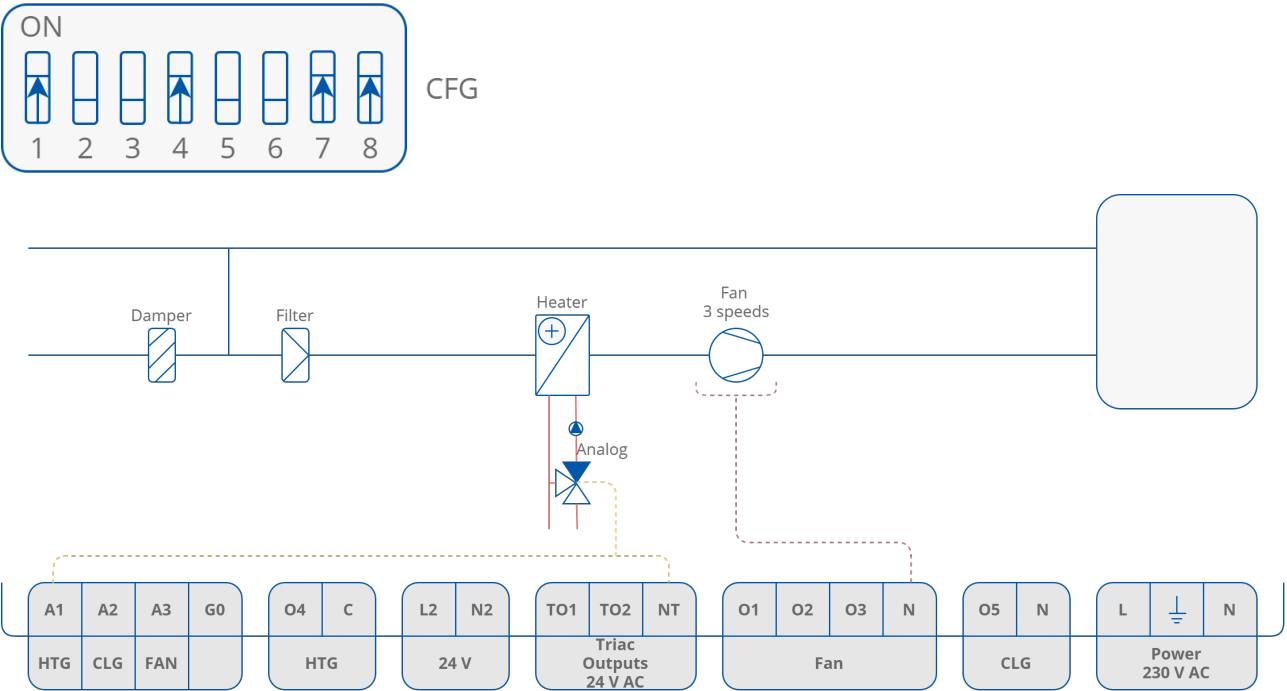 ON
CFG
1 2 3 4 5 6 7 8
Damper
Filter
Heater
Fan
3 speeds
Analog
A1 A2 A3 G0
HTG CLG FAN
O4 C
HTG
L2 N2
24 V
TO1 TO2 NT
Triac
Outputs
24 V AC
O1 O2 O3 N
Fan
O5 N
CLG
L N
Power
230 V AC